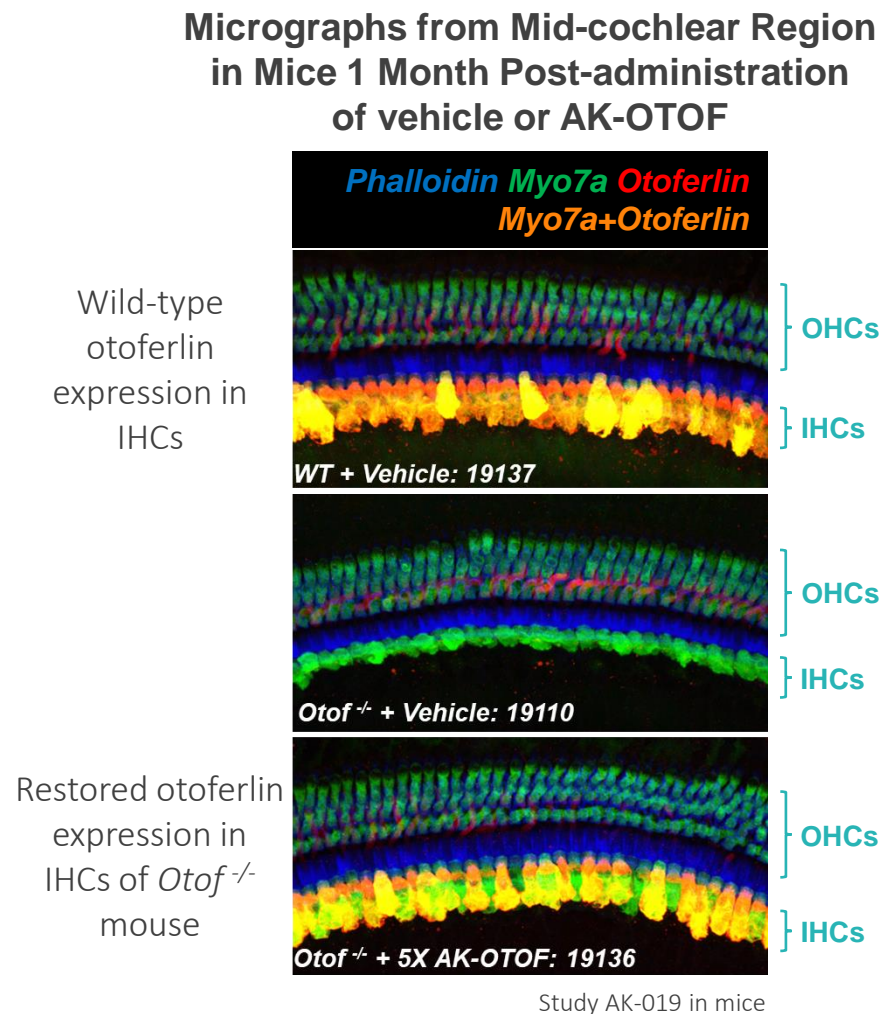 Micrographs from Mid-cochlear Region
in Mice 1 Month Post-administration
of vehicle or AK-OTOF
Phalloidin Myo7a Otoferlin
Myo7a+Otoferlin
Wild-type
otoferlin
expression in
IHCs
OHCs
IHCs
WT + Vehicle: 19137
OHCs
IHCs
Otof -/- + Vehicle: 19110
Restored otoferlin
expression in
IHCs of Otof -/-
mouse
OHCs
IHCs
Otof -/- + 5X AK-OTOF: 19136
Study AK-019 in mice